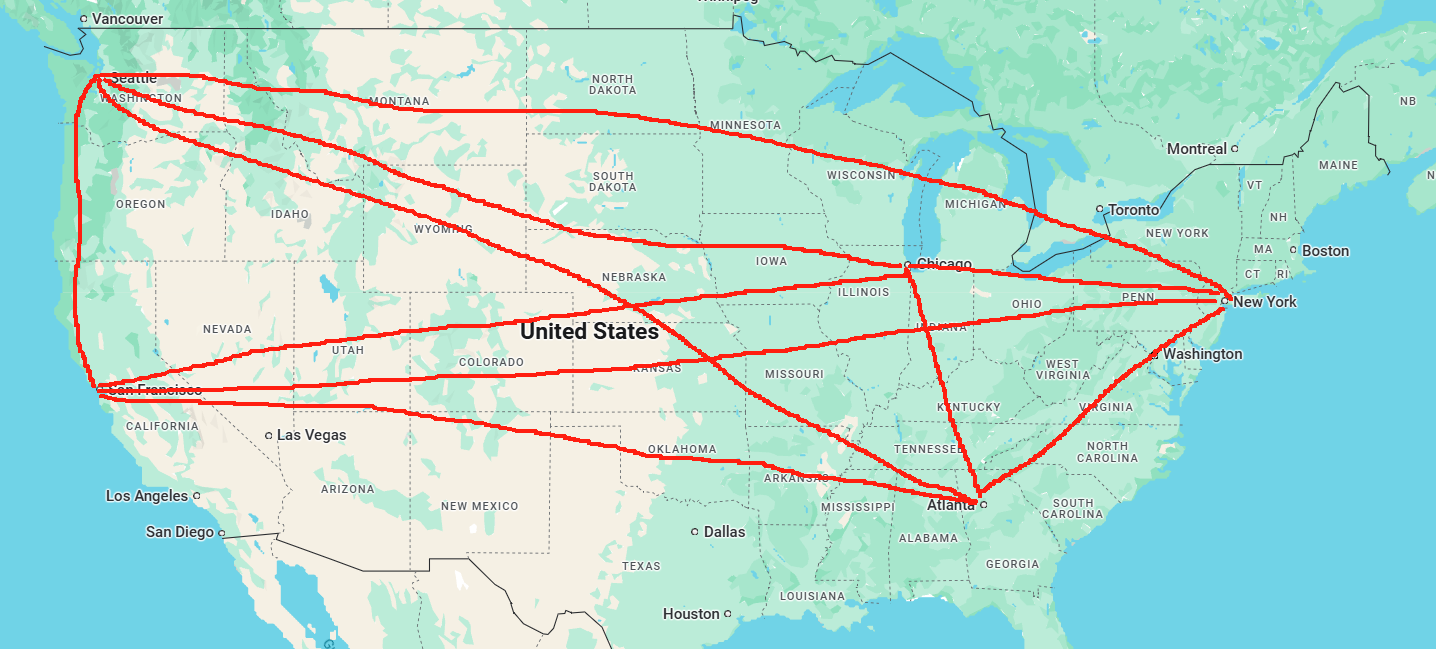 Winnipeg
Vancouver
Seattle
WASHINGTON
MONTANA
NORTH
DAKOTA
MINNESOTA
NB
Montreal
MAINE
WISCONSIN
SOUTH
DAKOTA
VT
OREGON
IDAHO
MICHIGAN
Toronto
NH
WYOMING
NEW YORK
MA
Boston
IOWA
Chicago
CT
RI
NEBRASKA
ILLINOIS
OHIO
PENN
New York
NEVADA
United States
INDIANA
UTAH
COLORADO
Washington
KANSAS
MISSOURI
WEST
VIRGINIA
San Francisco
KENTUCKY
VIRGINIA
CALIFORNIA
Las Vegas
OKLAHOMA
TENNESSEE
NORTH
CAROLINA
ARKANSAS
ARIZONA
Los Angeles
NEW MEXICO
MISSISSIPPI
Atlanta
SOUTH
CAROLINA
San Diego
Dallas
ALABAMA
TEXAS
GEORGIA
LOUISIANA
Houston